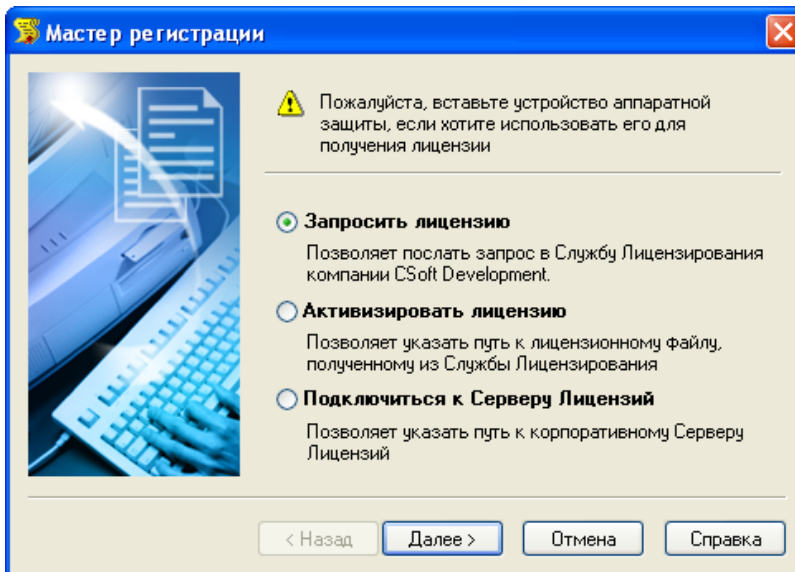 Мастер регистрации
Пожалуйста, вставьте устройство аппаратной
защиты, если хотите использовать его для
получения лицензии
Запросить лицензию
Позволяет послать запрос в Службу Лицензирования
компании CSoft Development.
Активизировать лицензию
Позволяет указать путь к лицензионному файлу,
полученному из Службы Лицензирования
Подключиться к Серверу Лицензий
Позволяет указать путь к корпоративному Серверу
Лицензий
< Назад
Далее >
Отмена
Справка